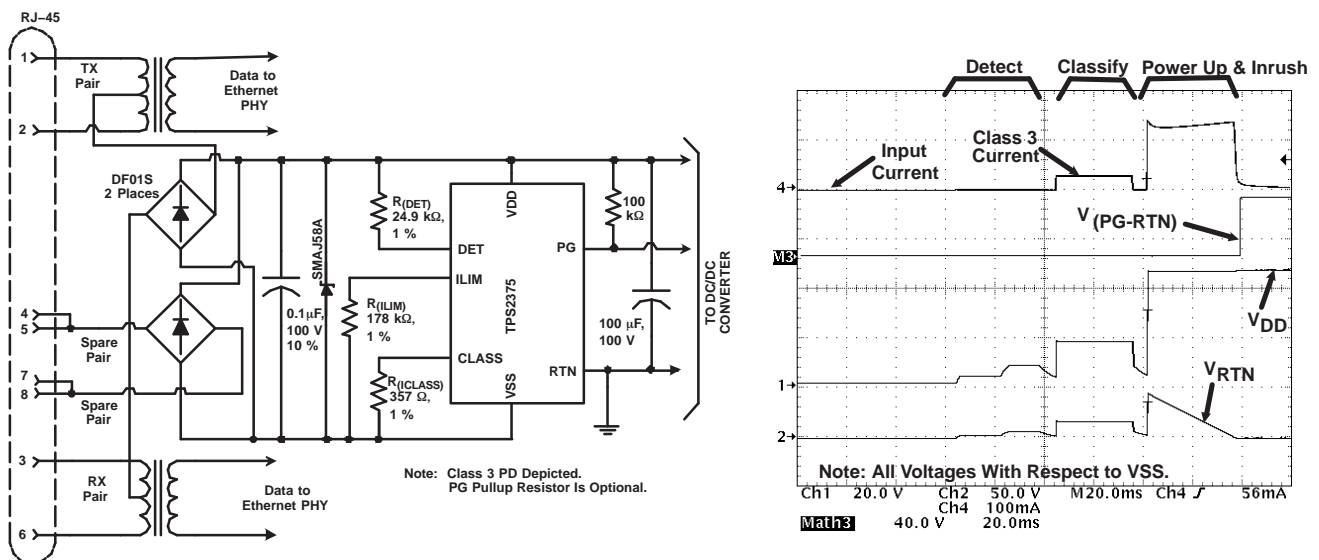 RJ–45
1
TX
Pair
Data to
Ethernet
PHY
2
DF01S
2 Places
4
5
Spare
Pair
7
8
Spare
Pair
3
RX
Pair
6
Data to
Ethernet PHY
0.1μF,
100 V
10 %
SMAJ58A
R(DET)
24.9 kΩ,
1 %
R(ILIM)
178 kΩ,
1 %
R(ICLASS)
357 Ω,
1 %
VDD
DET
ILIM
TPS2375
CLASS
VSS
PG
RTN
100
kΩ
100 μF,
100 V
TO DC/DC
CONVERTER
Note: Class 3 PD Depicted.
PG Pullup Resistor Is Optional.
Detect
Classify
Power Up & Inrush
Input
Current
Class 3
Current
4
V(PG-RTN)
M3
VDD
1
VRTN
2
Note: All Voltages With Respect to VSS.
Ch1 20.0 V Ch2 50.0 V M20.0ms Ch4 ʃ 56mA
Ch4 100mA
Math3 40.0 V 20.0ms